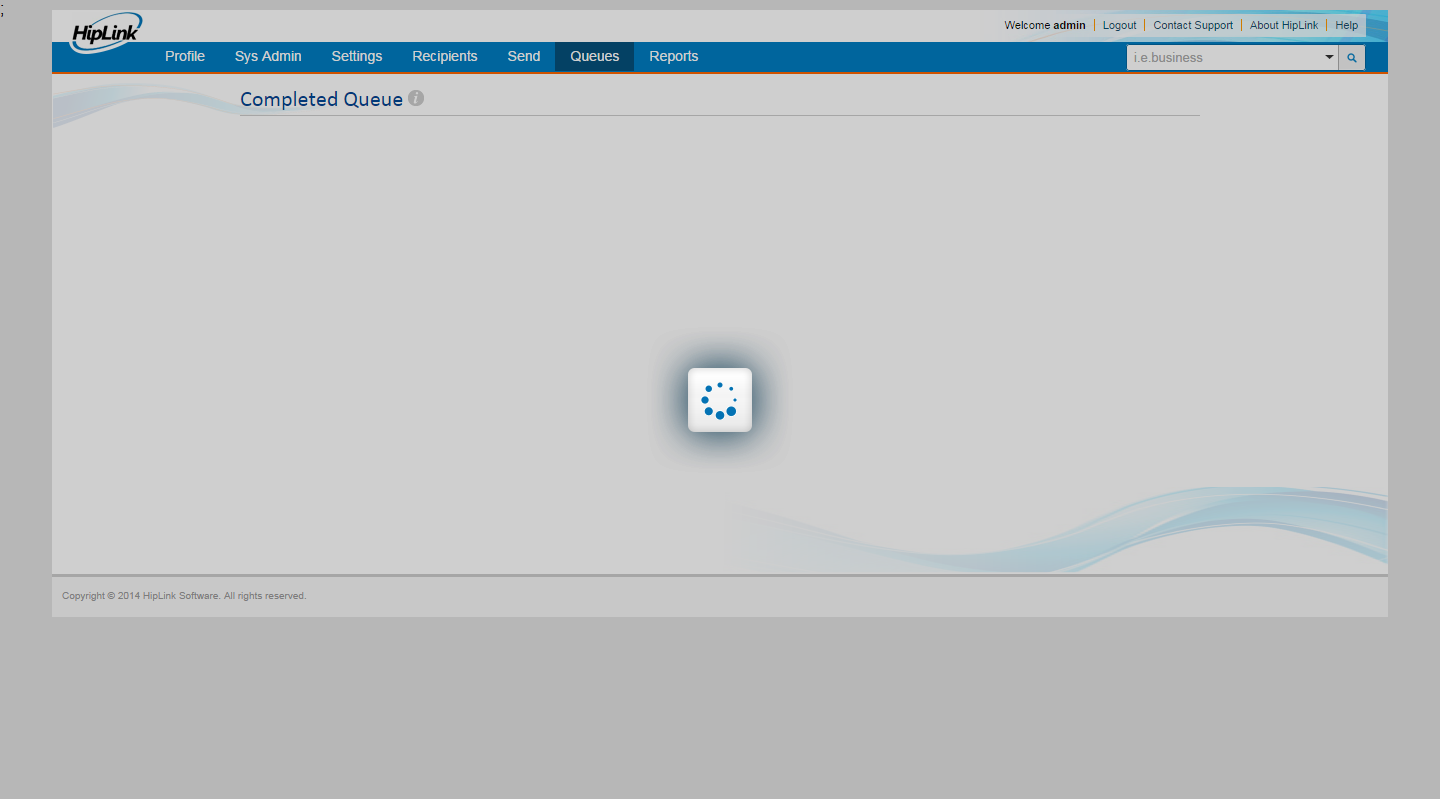 ;
HipLink
Welcome admin Logout Contact Support About HipLink Help
Profile Sys Admin Settings Recipients Send Queues Reports i.e.business
Completed Queue i
Copyright © 2014 HipLink Software. All rights reserved.